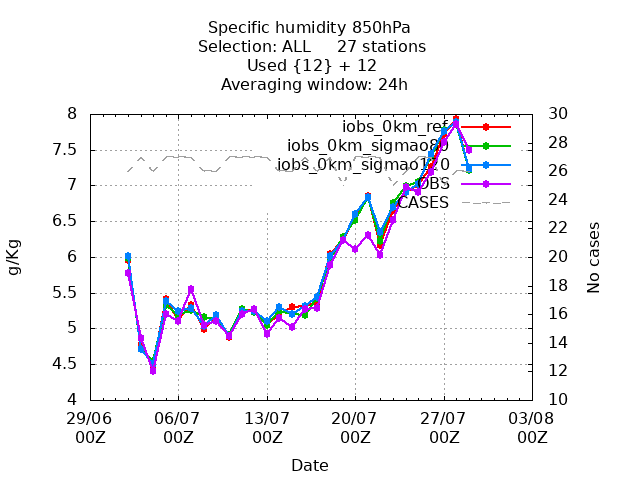 Specific humidity 850hPa
Selection: ALL 27 stations
Used {12} + 12
Averaging window: 24h
8
7.5
7
6.5
6
5.5
5
4.5
4
g/Kg
iobs_0km_ref
iobs_0km_sigmao80
iobs_0km_sigmao120
OBS
CASES
30
28
26
24
22
20
18
16
14
12
10
No cases
29/06 06/07 13/07 20/07 27/07 03/08
00Z 00Z 00Z 00Z 00Z 00Z
Date